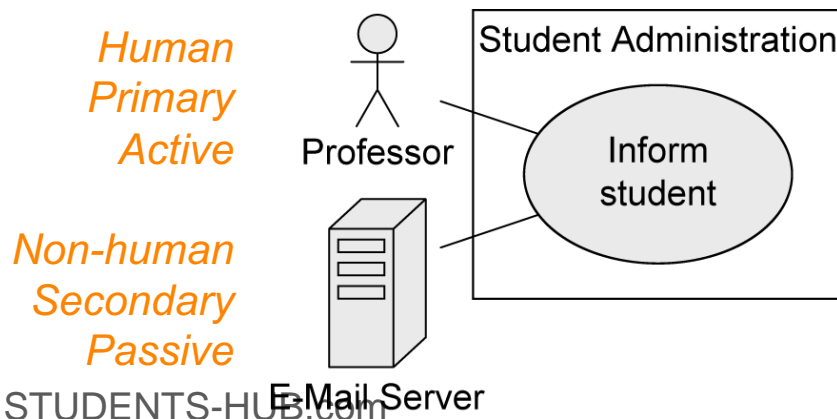 Human
Primary
Active
Professor
Student Administration
Inform
student
Non-human
Secondary
Passive
E-Mail Server
STUDENTS-HUB.com